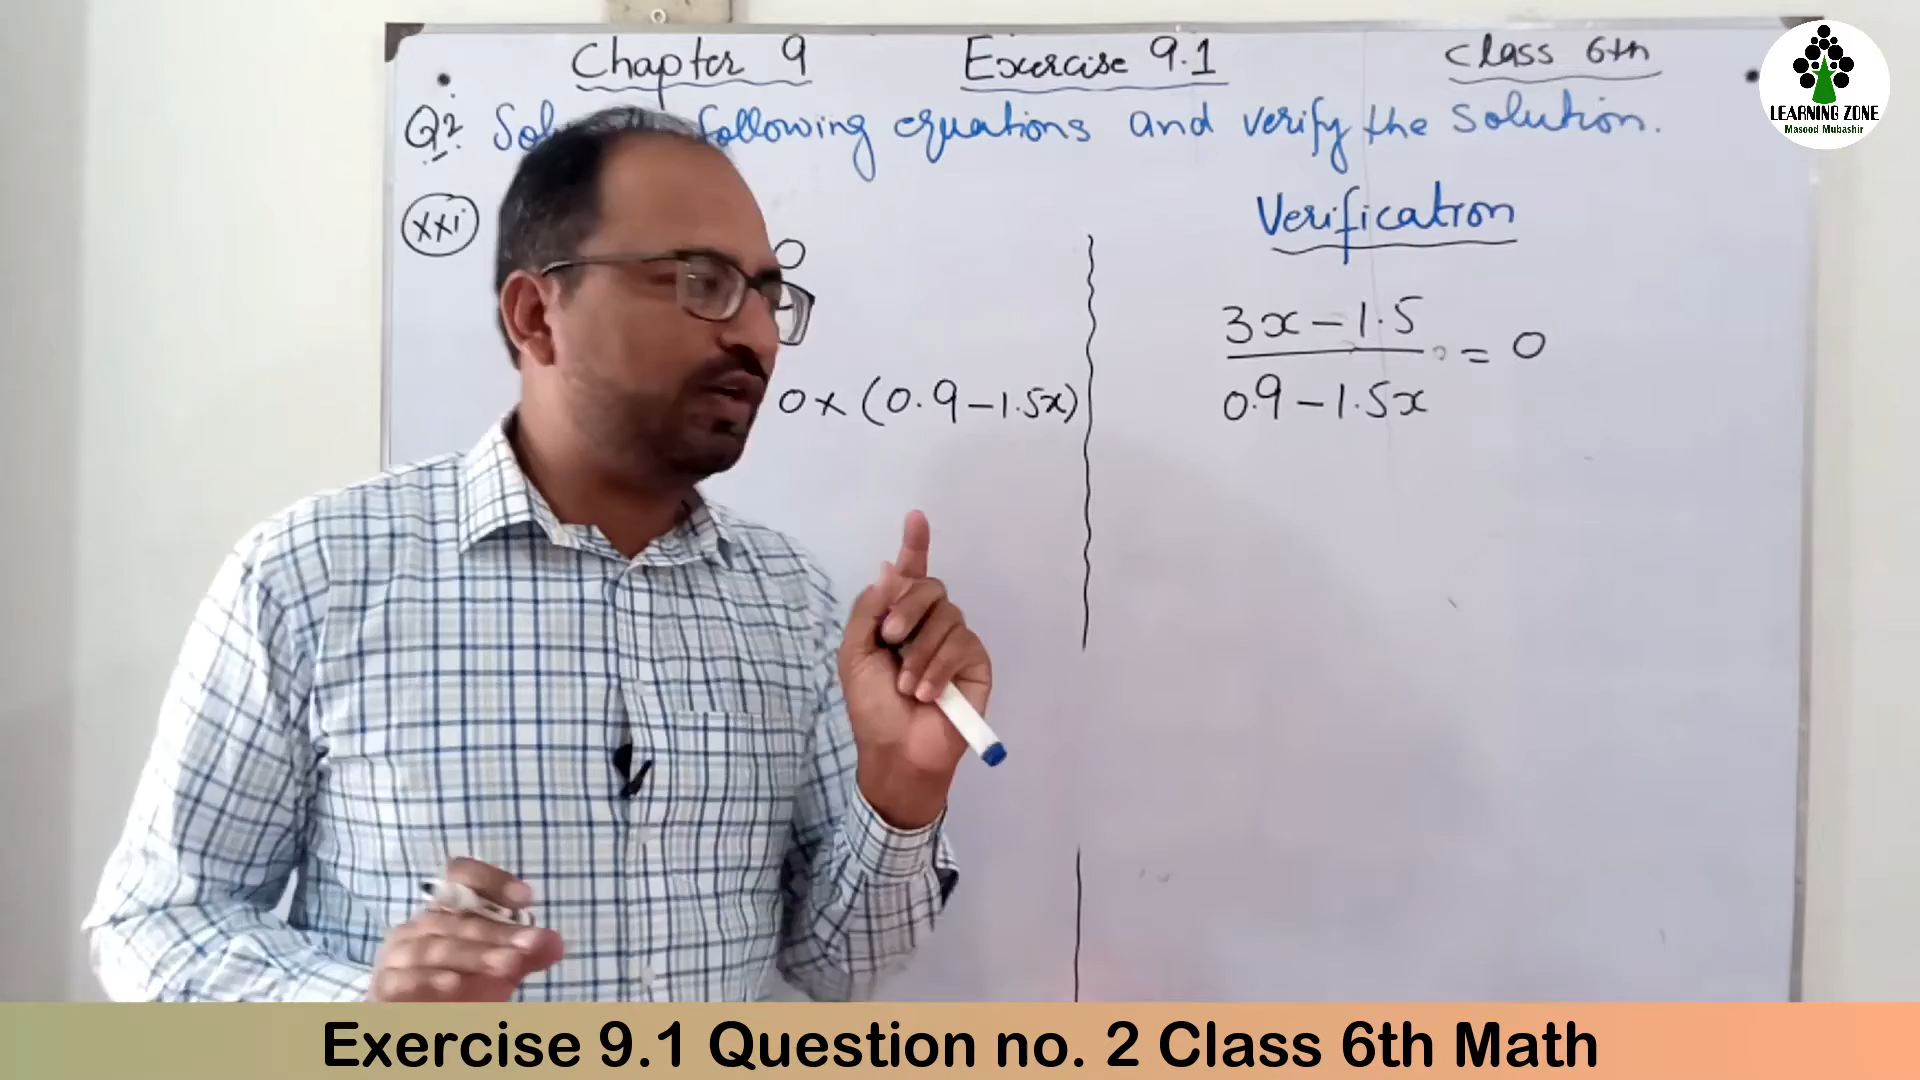 Chapter 9 Exercise 9.1 Class 6th
Q2 following equations and verify the Solution.
xxi
Verification
3x - 1.5
0.9 - 1.5x
= 0
0 × (0.9 - 1.5x)
LEARNING ZONE
Masood Mubashir
Exercise 9.1 Question no. 2 Class 6th Math